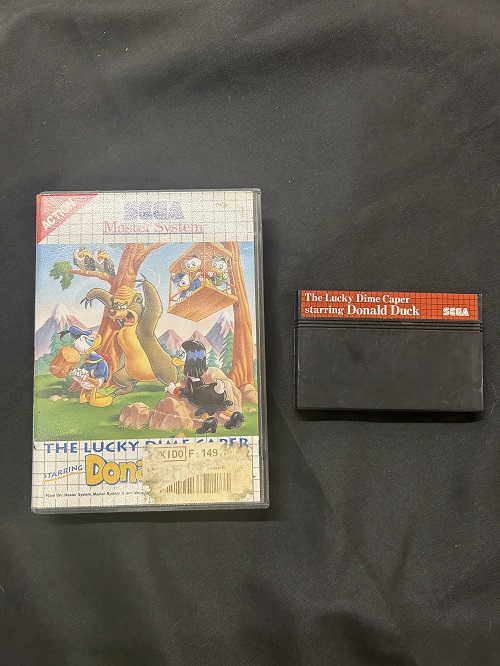 ACTION
SEGA
Master System
THE LUCKY DIME CAPER
STARRING Dona
KIDO F: 149
The Lucky Dime Caper
starring Donald Duck
SEGA